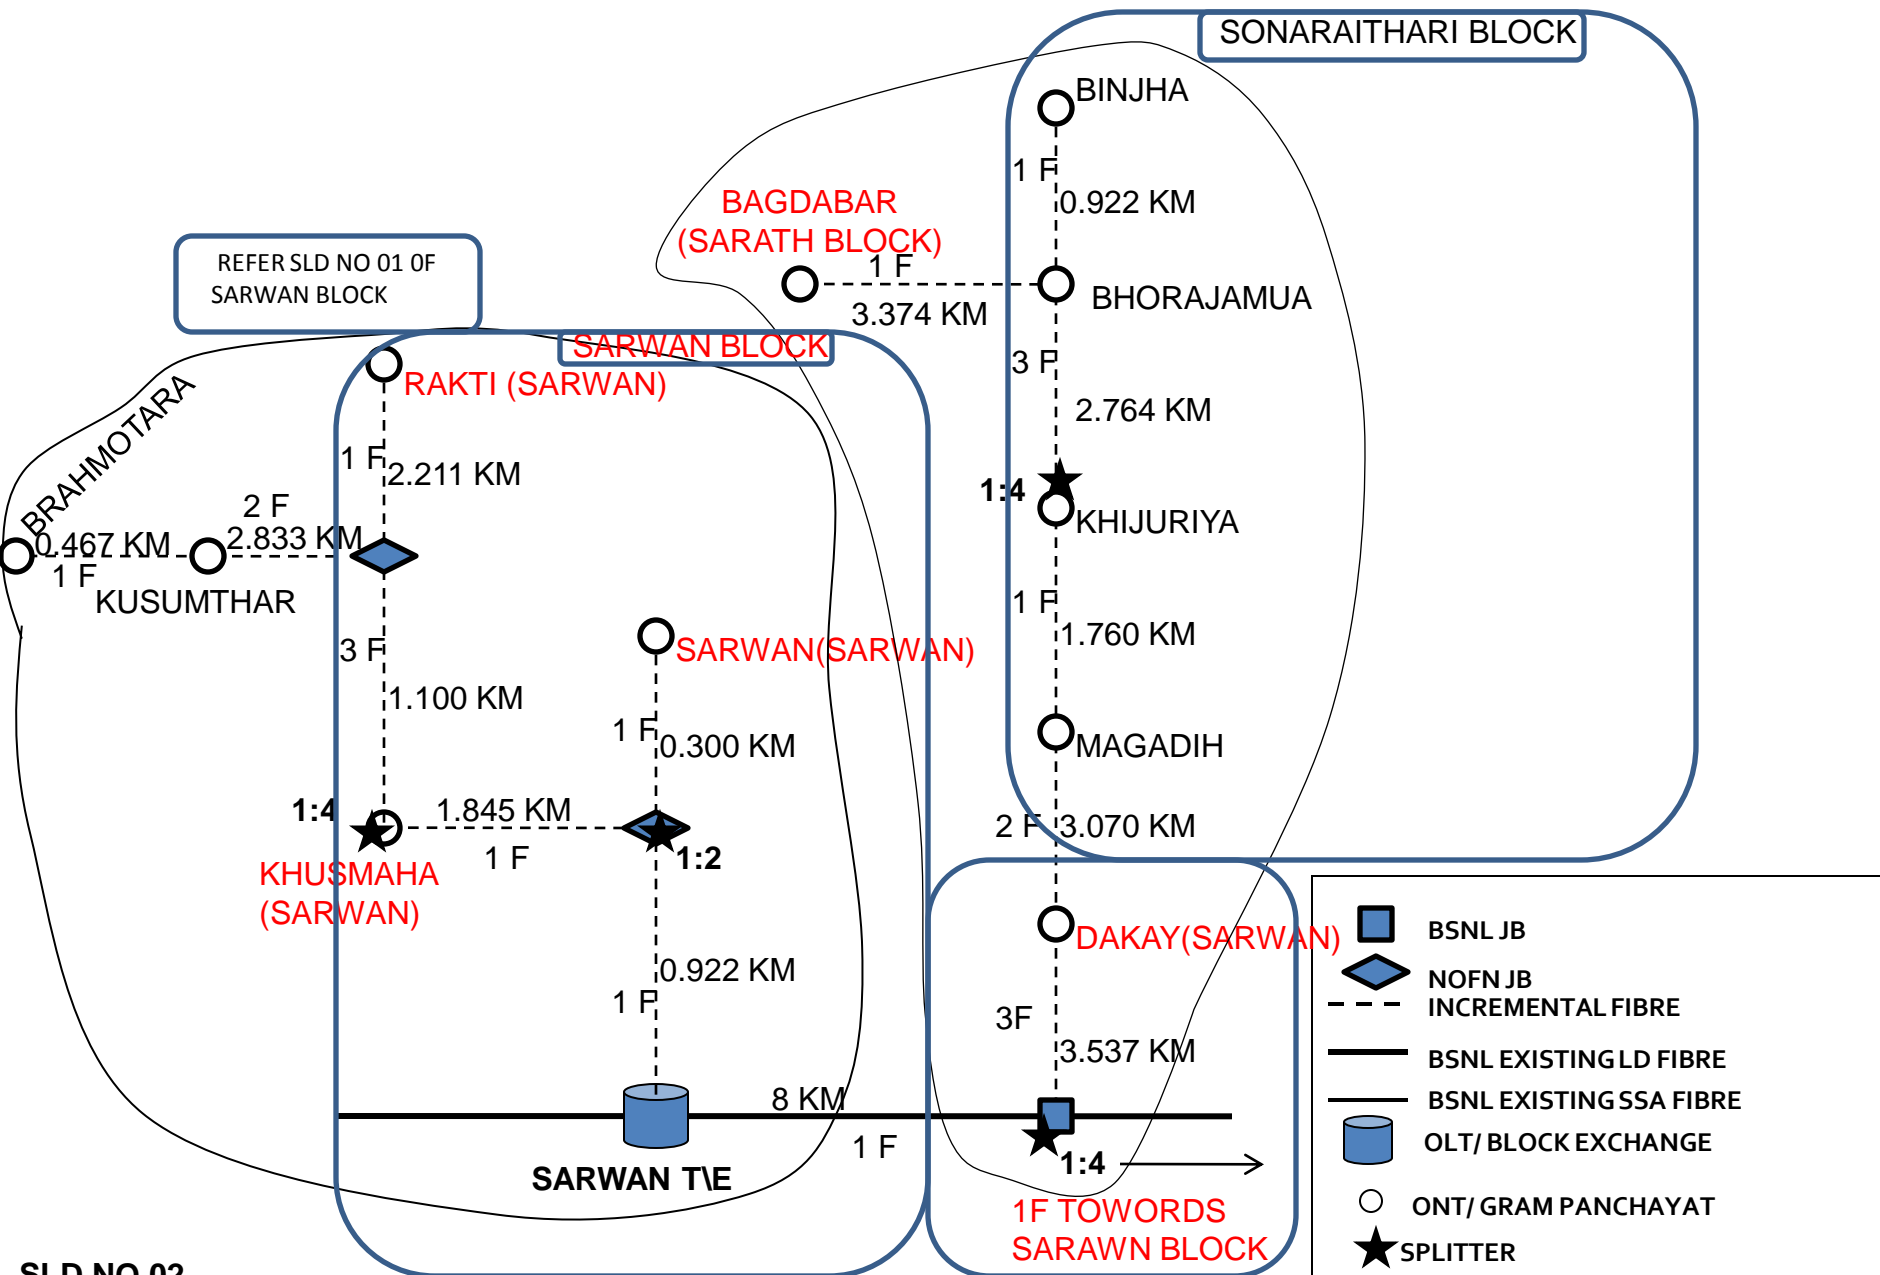 SONARAITHARI BLOCK
BINJHA
1 F
0.922 KM
BAGDABAR
(SARATH BLOCK)
1 F
3.374 KM
BHORAJAMUA
REFER SLD NO 01 0F
SARWAN BLOCK
SARWAN BLOCK
3 F
2.764 KM
RAKTI (SARWAN)
BRAHMOTARA
1 F
2.211 KM
1:4
KHIJURIYA
2 F
2.833 KM
0.467 KM
1 F
KUSUMTHAR
1 F
1.760 KM
3 F
1.100 KM
SARWAN(SARWAN)
1 F
0.300 KM
MAGADIH
1:4
1.845 KM
1 F
1:2
2 F
3.070 KM
KHUSMAHA
(SARWAN)
DAKAY(SARWAN)
0.922 KM
1 F
3F
3.537 KM
8 KM
1 F
SARWAN T\E
1:4
1F TOWORDS
SARAWN BLOCK
BSNL JB
NOFN JB
INCREMENTAL FIBRE
BSNL EXISTING LD FIBRE
BSNL EXISTING SSA FIBRE
OLT/ BLOCK EXCHANGE
ONT/ GRAM PANCHAYAT
SPLITTER
SLD NO 02